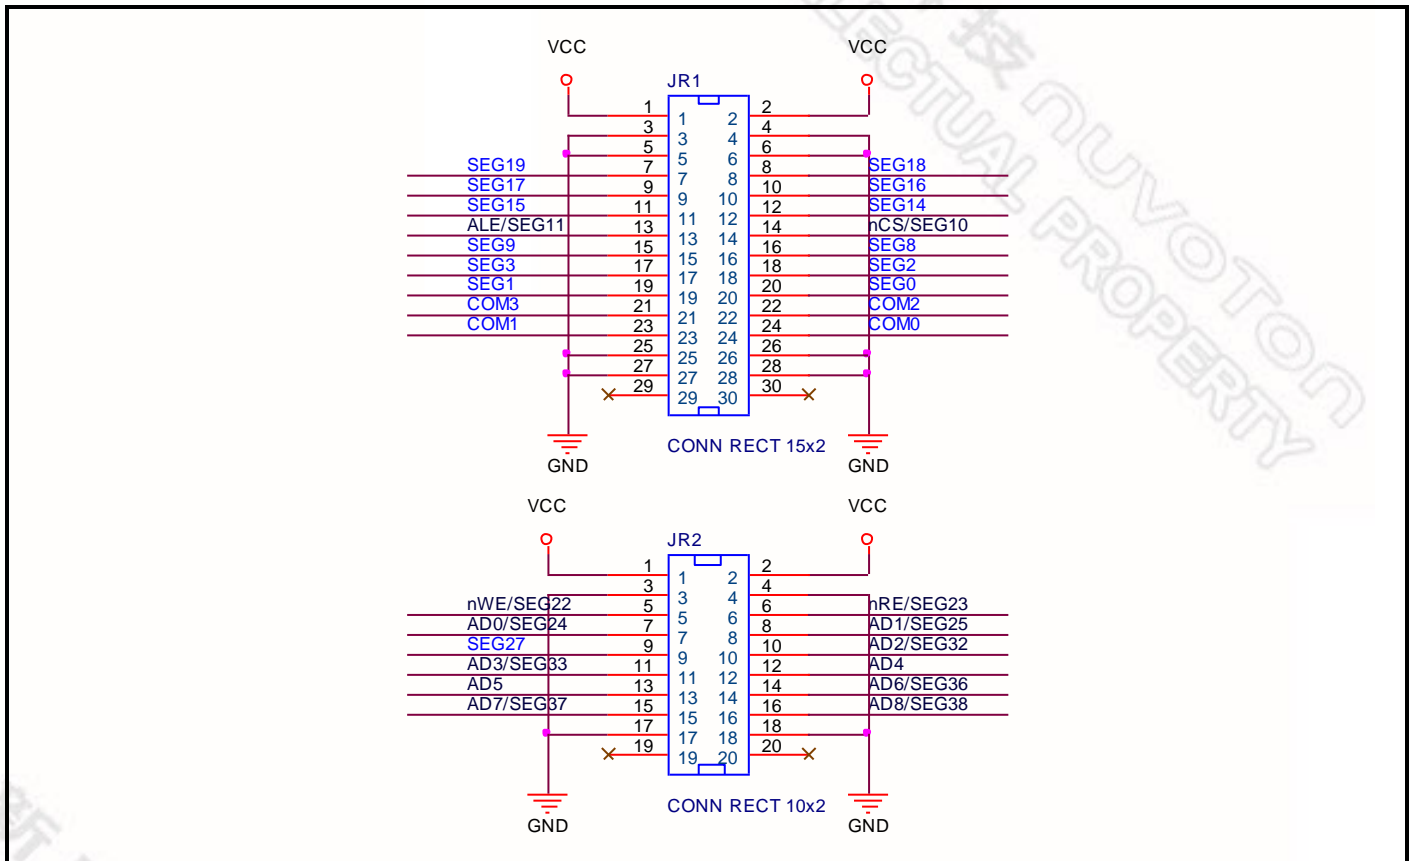 VCC VCC
JR1
1 1 2 2
3 3 4 4
5 5 6 6
SEG19 7 7 8 8 SEG18
SEG17 9 9 10 10 SEG16
SEG15 11 11 12 12 SEG14
ALE/SEG11 13 13 14 14 nCS/SEG10
SEG9 15 15 16 16 SEG8
SEG3 17 17 18 18 SEG2
SEG1 19 19 20 20 SEG0
COM3 21 21 22 22 COM2
COM1 23 23 24 24 COM0
25 25 26 26
27 27 28 28
29 29 30 30
CONN RECT 15x2
GND GND
VCC VCC
JR2
1 1 2 2
3 3 4 4
nWE/SEG22 5 5 6 6 nRE/SEG23
AD0/SEG24 7 7 8 8 AD1/SEG25
SEG27 9 9 10 10 AD2/SEG32
AD3/SEG33 11 11 12 12 AD4
AD5 13 13 14 14 AD6/SEG36
AD7/SEG37 15 15 16 16 AD8/SEG38
17 17 18 18
19 19 20 20
CONN RECT 10x2
GND GND
技 nuvoTon
PROPERTY